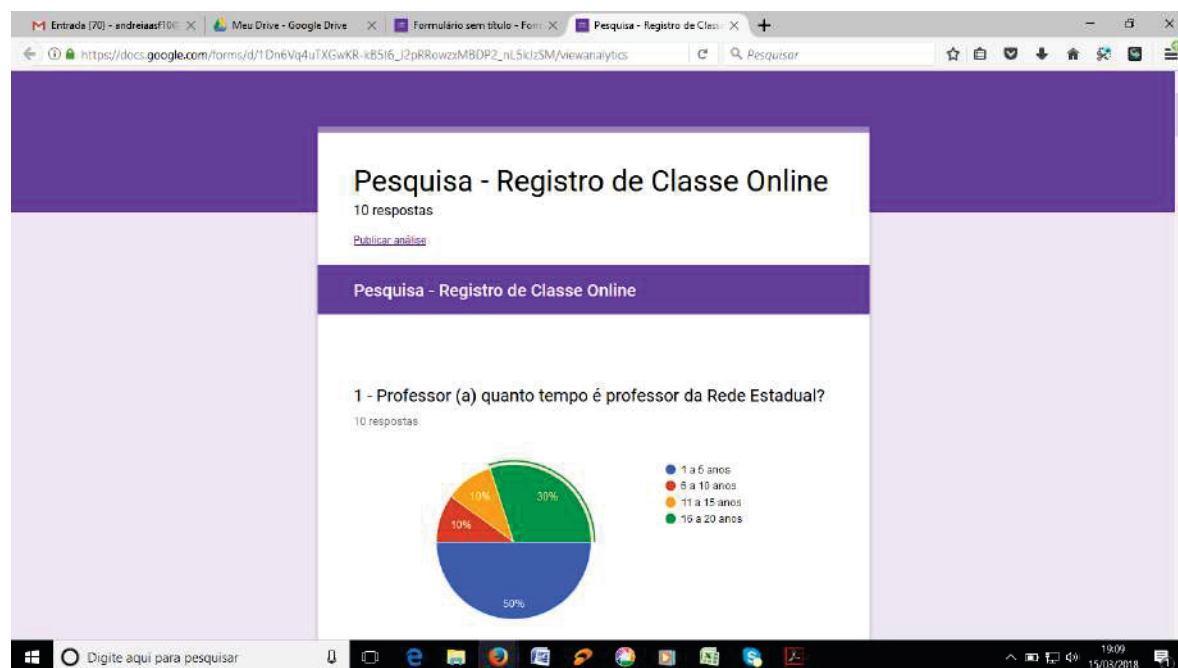 Entrada (70) - andreiaasf106
Meu Drive - Google Drive
Formulário sem título - Form
Pesquisa - Registro de Class
https://docs.google.com/forms/d/
/viewanalytics
Pesquisar
Pesquisa - Registro de Classe Online
10 respostas
Publicar análise
Pesquisa - Registro de Classe Online
1 - Professor (a) quanto tempo é professor da Rede Estadual?
10 respostas
10%
30%
10%
50%
1 a 5 anos
6 a 10 anos
11 a 15 anos
16 a 20 anos
Digite aqui para pesquisar
19:09
15/03/2018